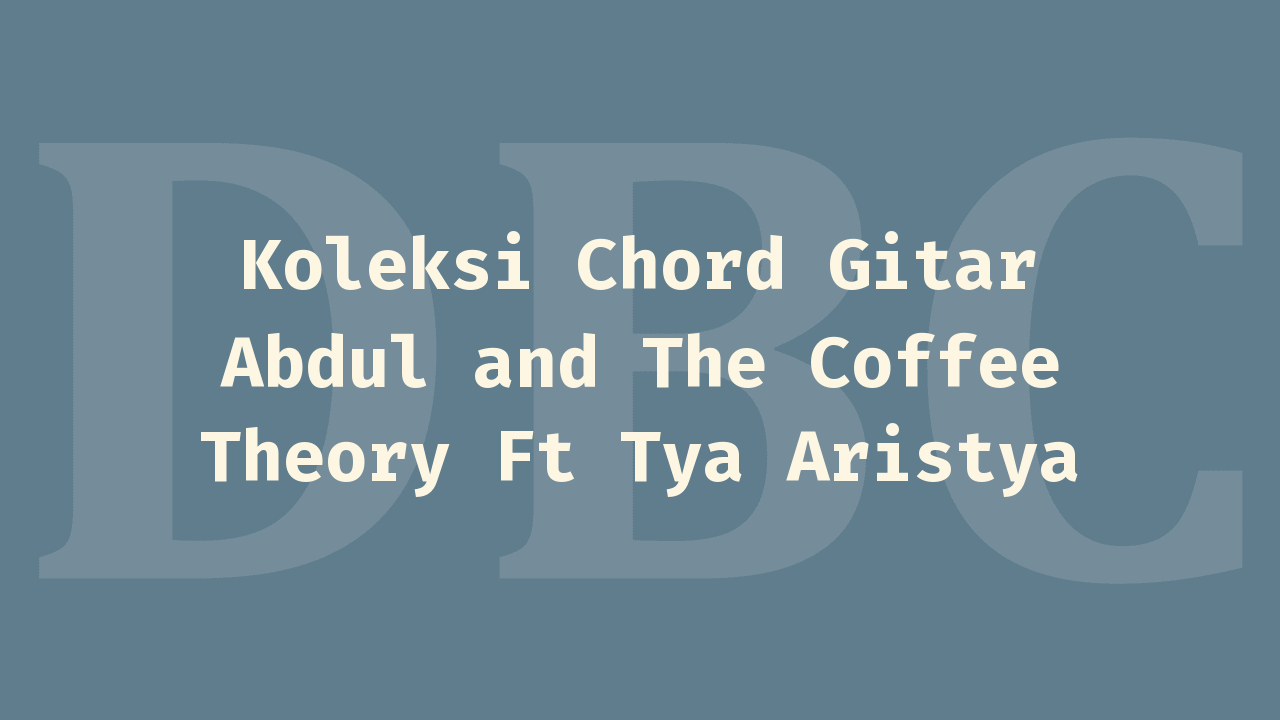 DBC
Koleksi Chord Gitar
Abdul and The Coffee
Theory Ft Tya Aristya